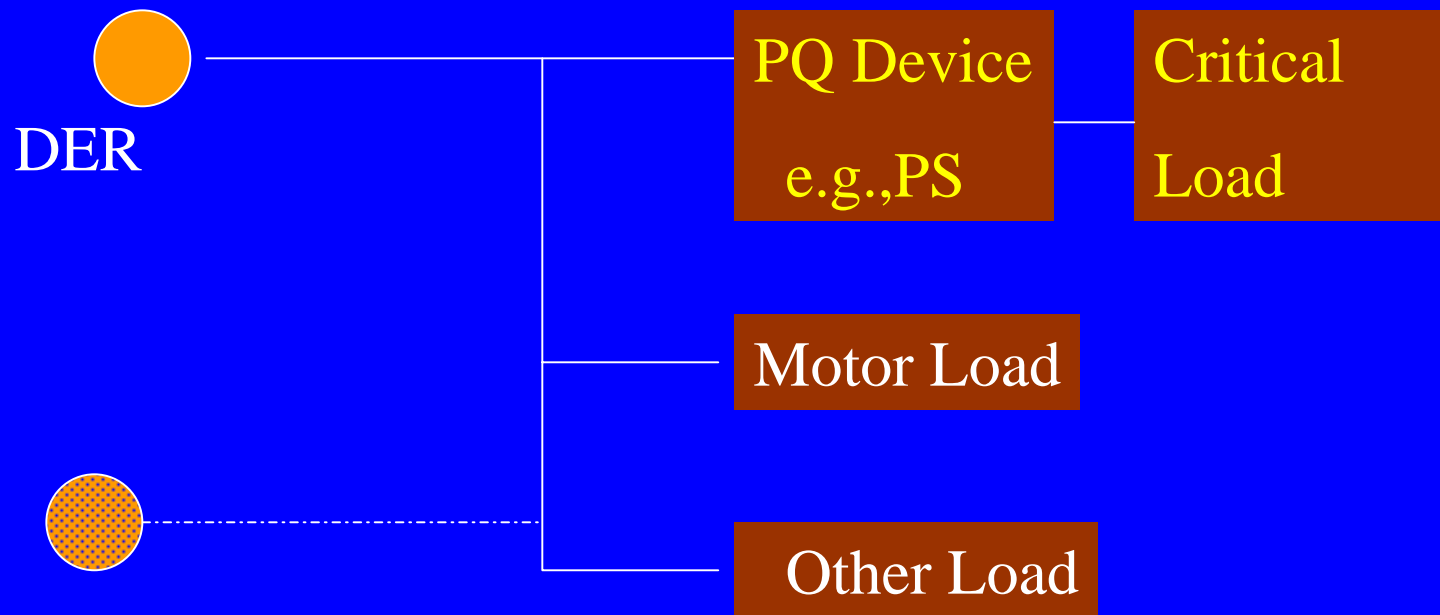 DER
PQ Device
e.g.,PS
Critical
Load
Motor Load
Other Load